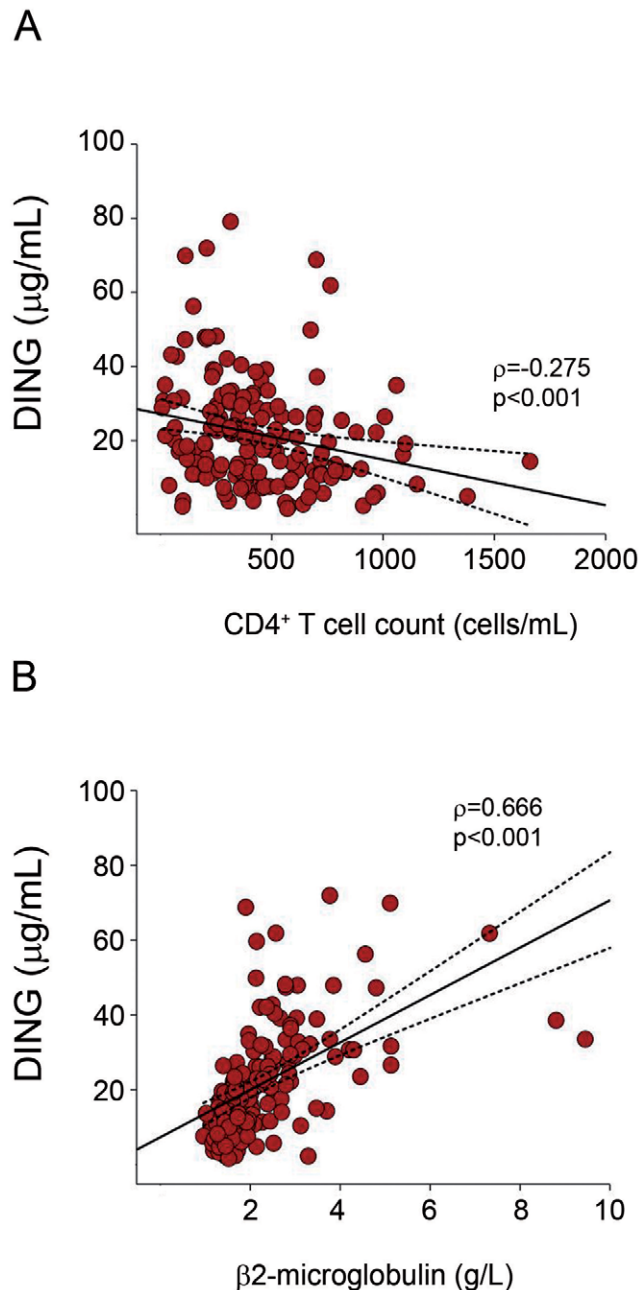 A
100
80
60
40
20
DING (μg/mL)
ρ=-0.275
p<0.001
500 1000 1500 2000
CD4⁺ T cell count (cells/mL)
B
100
80
60
40
20
DING (μg/mL)
ρ=0.666
p<0.001
2 4 6 8 10
β2-microglobulin (g/L)